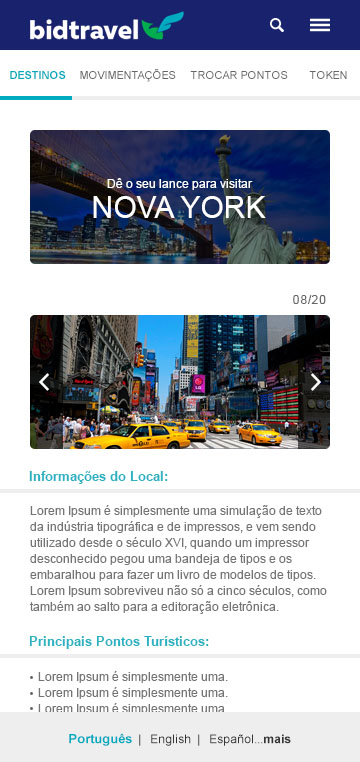 bidtravel
DESTINOS MOVIMENTAÇÕES TROCAR PONTOS TOKEN
Dê o seu lance para visitar
NOVA YORK
08/20
Informações do Local:
Lorem Ipsum é simplesmente uma simulação de texto
da indústria tipográfica e de impressos, e vem sendo
utilizado desde o século XVI, quando um impressor
desconhecido pegou uma bandeja de tipos e os
embaralhou para fazer um livro de modelos de tipos.
Lorem Ipsum sobreviveu não só a cinco séculos, como
também ao salto para a editoração eletrônica.
Principais Pontos Turísticos:
• Lorem Ipsum é simplesmente uma.
• Lorem Ipsum é simplesmente uma.
• Lorem Ipsum é simplesmente uma
Português | English | Español...mais